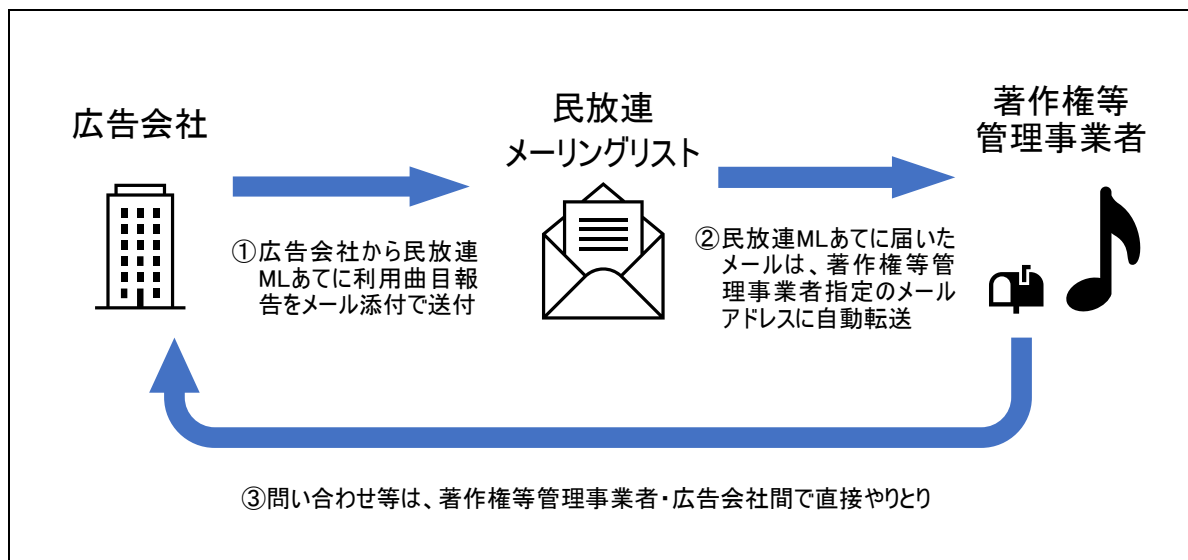 広告会社
民放連
メーリングリスト
著作権等
管理事業者
①広告会社から民放連
MLあてに利用曲目報
告をメール添付で送付
②民放連MLあてに届いた
メールは、著作権等管
理事業者指定のメール
アドレスに自動転送
③問い合わせ等は、著作権等管理事業者・広告会社間で直接やりとり